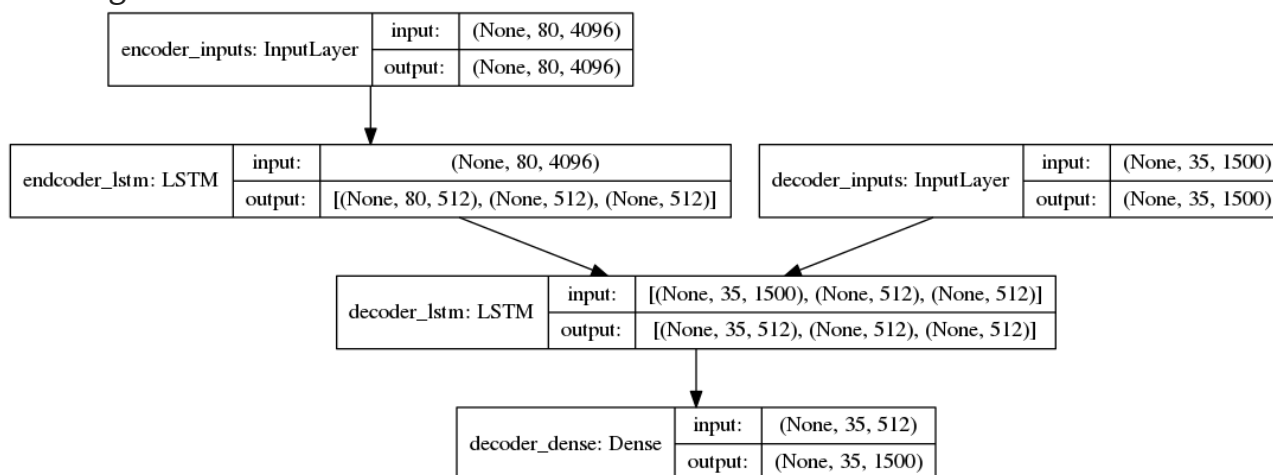 encoder_inputs: InputLayer
input: (None, 80, 4096)
output: (None, 80, 4096)
endcoder_lstm: LSTM
input: (None, 80, 4096)
output: [(None, 80, 512), (None, 512), (None, 512)]
decoder_inputs: InputLayer
input: (None, 35, 1500)
output: (None, 35, 1500)
decoder_lstm: LSTM
input: [(None, 35, 1500), (None, 512), (None, 512)]
output: [(None, 35, 512), (None, 512), (None, 512)]
decoder_dense: Dense
input: (None, 35, 512)
output: (None, 35, 1500)